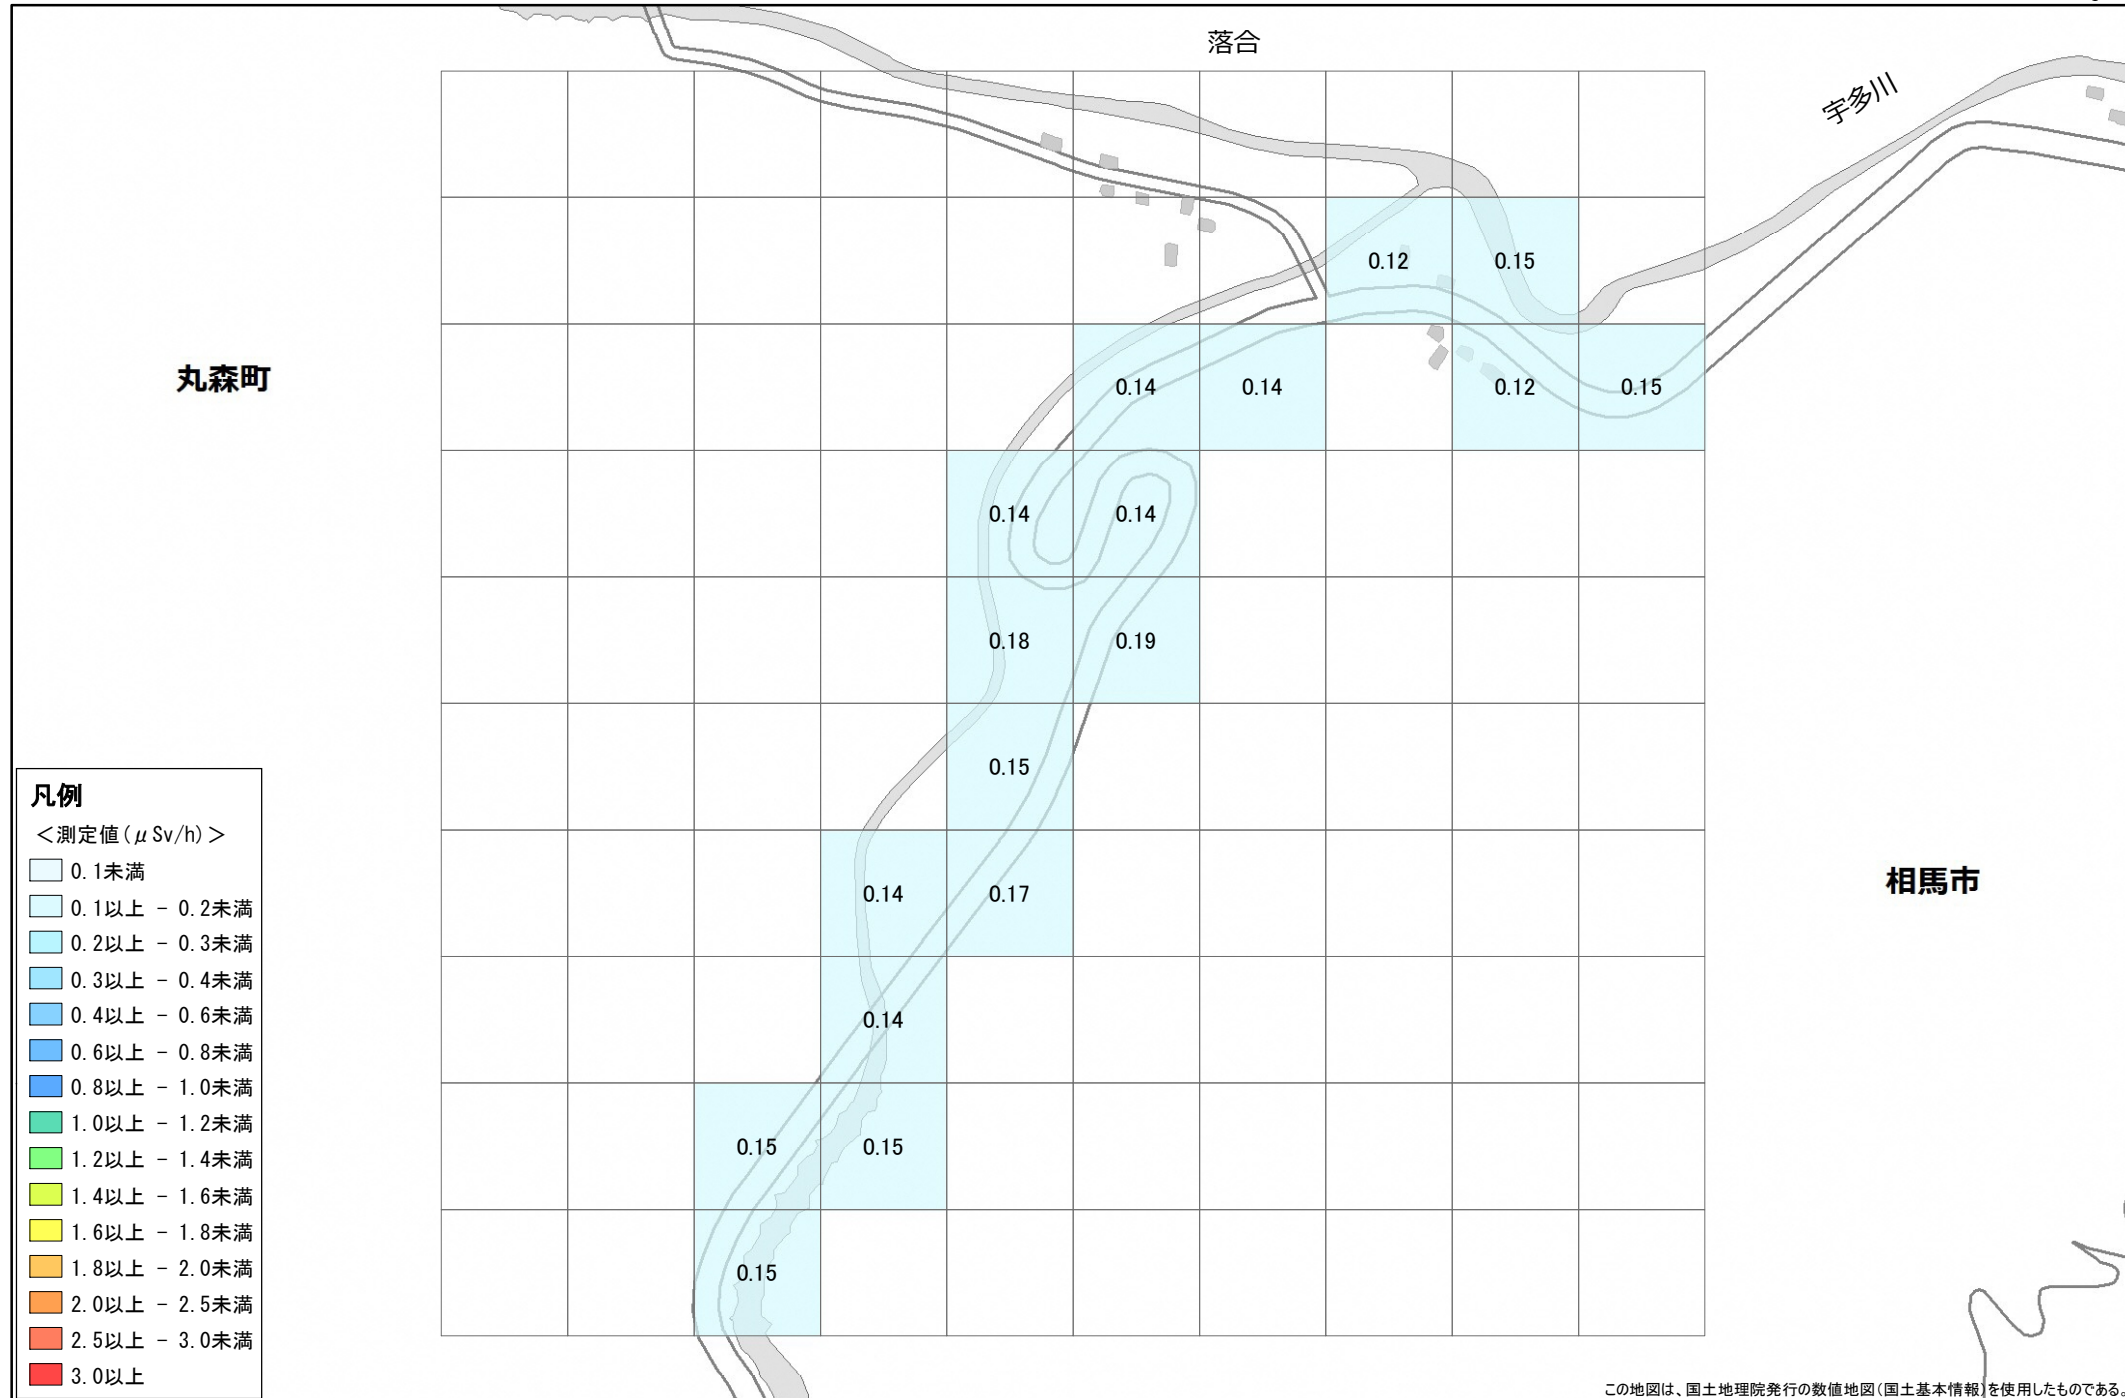 落合
宇多川
0.12 0.15
丸森町
0.14 0.14 0.12 0.15
0.14 0.14
0.18 0.19
0.15
0.14 0.17
相馬市
0.14
0.15 0.15
0.15
凡例
＜測定値(μSv/h)＞
0.1未満
0.1以上 － 0.2未満
0.2以上 － 0.3未満
0.3以上 － 0.4未満
0.4以上 － 0.6未満
0.6以上 － 0.8未満
0.8以上 － 1.0未満
1.0以上 － 1.2未満
1.2以上 － 1.4未満
1.4以上 － 1.6未満
1.6以上 － 1.8未満
1.8以上 － 2.0未満
2.0以上 － 2.5未満
2.5以上 － 3.0未満
3.0以上
この地図は、国土地理院発行の数値地図(国土基本情報)を使用したものである。